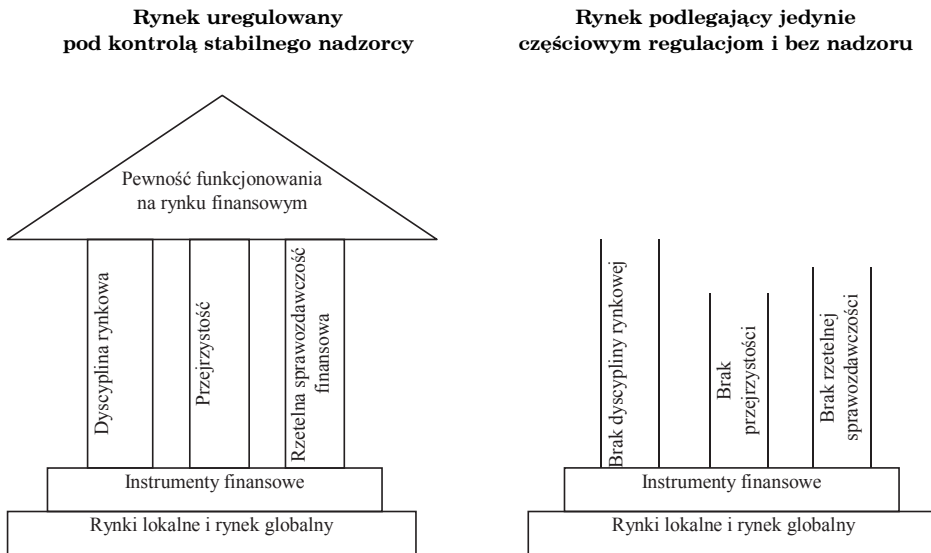 Rynek uregulowany
pod kontrolą stabilnego nadzorcy
Pewność funkcjonowania
na rynku finansowym
Dyscyplina rynkowa
Przejrzystość
Rzetelna sprawozdawczość
finansowa
Instrumenty finansowe
Rynki lokalne i rynek globalny
Rynek podlegający jedynie
częściowym regulacjom i bez nadzoru
Brak dyscypliny rynkowej
Brak
przejrzystości
Brak rzetelnej
sprawozdawczości
Instrumenty finansowe
Rynki lokalne i rynek globalny